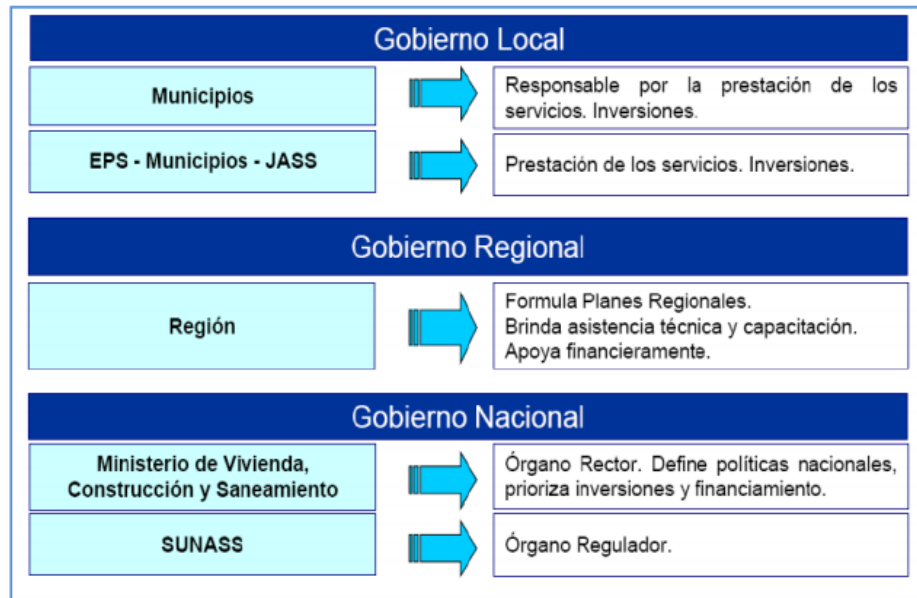 Gobierno Local
Municipios
Responsable por la prestación de los
servicios. Inversiones.
EPS - Municipios - JASS
Prestación de los servicios. Inversiones.
Gobierno Regional
Región
Formula Planes Regionales.
Brinda asistencia técnica y capacitación.
Apoya financieramente.
Gobierno Nacional
Ministerio de Vivienda,
Construcción y Saneamiento
Órgano Rector. Define políticas nacionales,
prioriza inversiones y financiamiento.
SUNASS
Órgano Regulador.